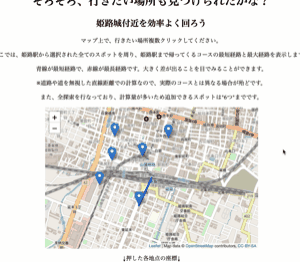 そろそろ、行きたい場所も見つけられたかな？
姫路城付近を効率よく回ろう
マップ上で、行きたい場所複数クリックしてください。
こでは、姫路駅から選択された全てのスポットを周り、姫路駅まで帰ってくるコースの最短経路と最大経路を表示しま
青線が最短経路で、赤線が最長経路です。大きく差が出ることを目でみることができます。
※道路や道を無視した直線距離での計算なので、実際のコースとは異なる場合が殆どです。
また、全探索を行なっており、計算量が多いため追加できるスポットは"6つ"までです。
+
−
Leaflet | Map data © OpenStreetMap contributors, CC-BY-SA
↓押した各地点の座標↓